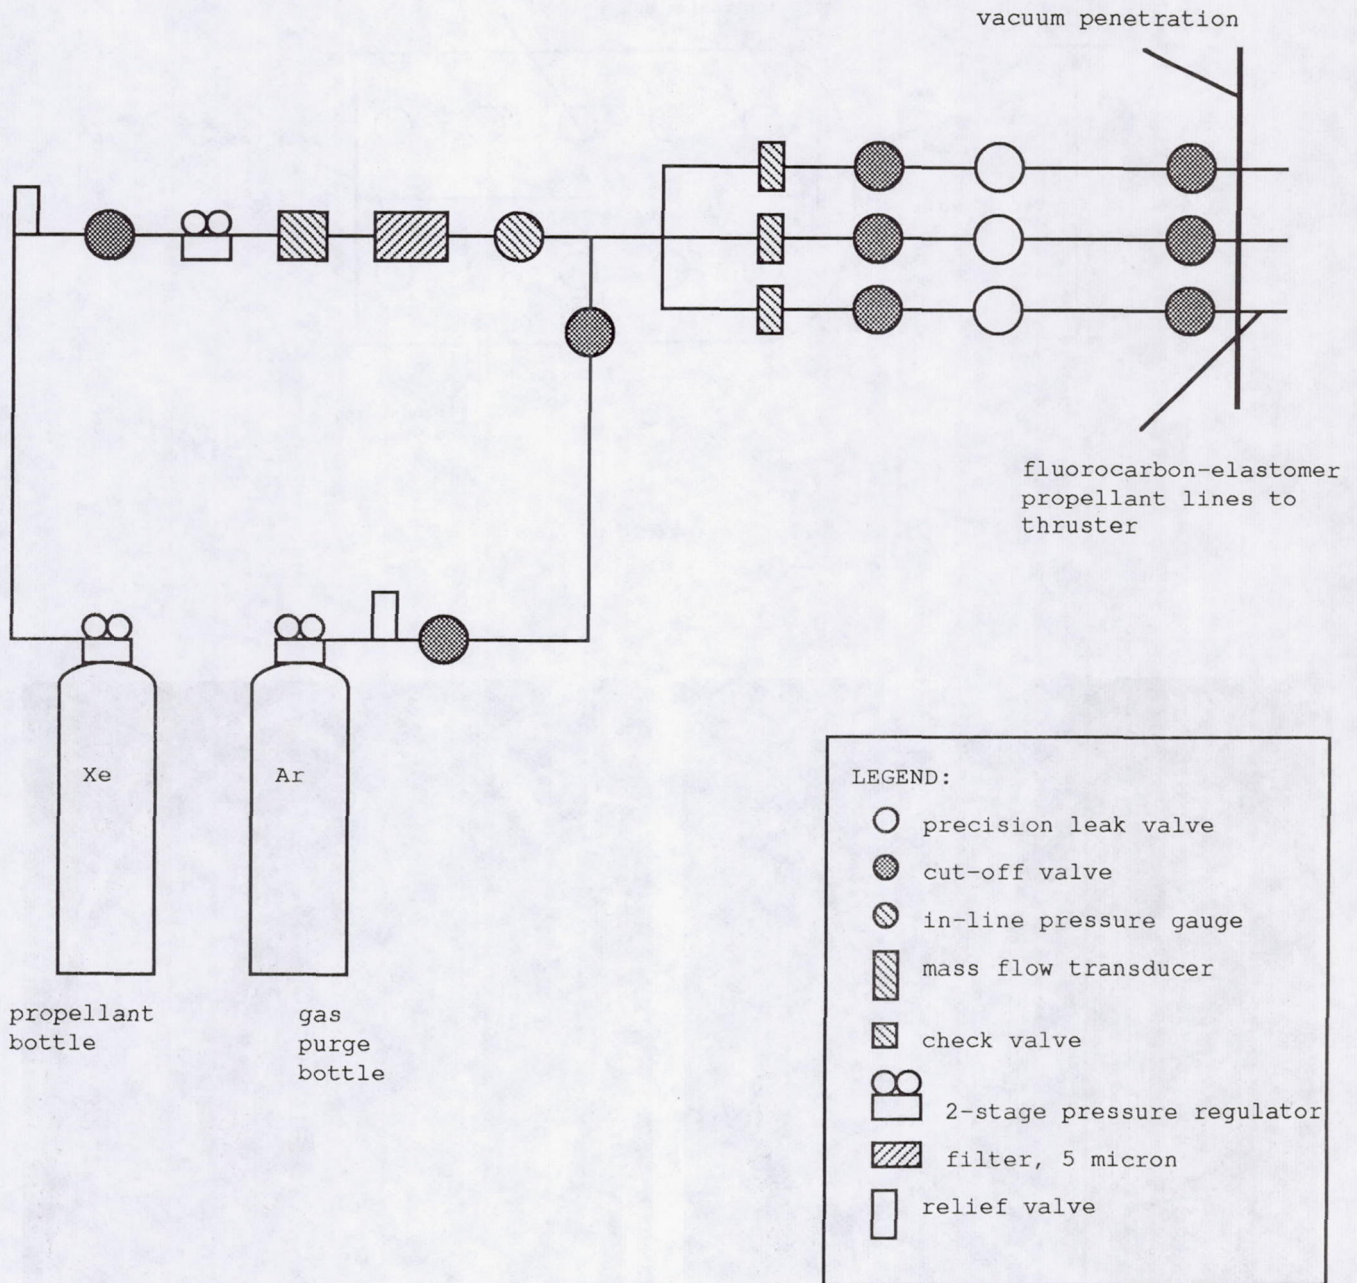 vacuum penetration
fluorocarbon-elastomer
propellant lines to
thruster
Xe
Ar
propellant
bottle
gas
purge
bottle
LEGEND:
precision leak valve
cut-off valve
in-line pressure gauge
mass flow transducer
check valve
2-stage pressure regulator
filter, 5 micron
relief valve